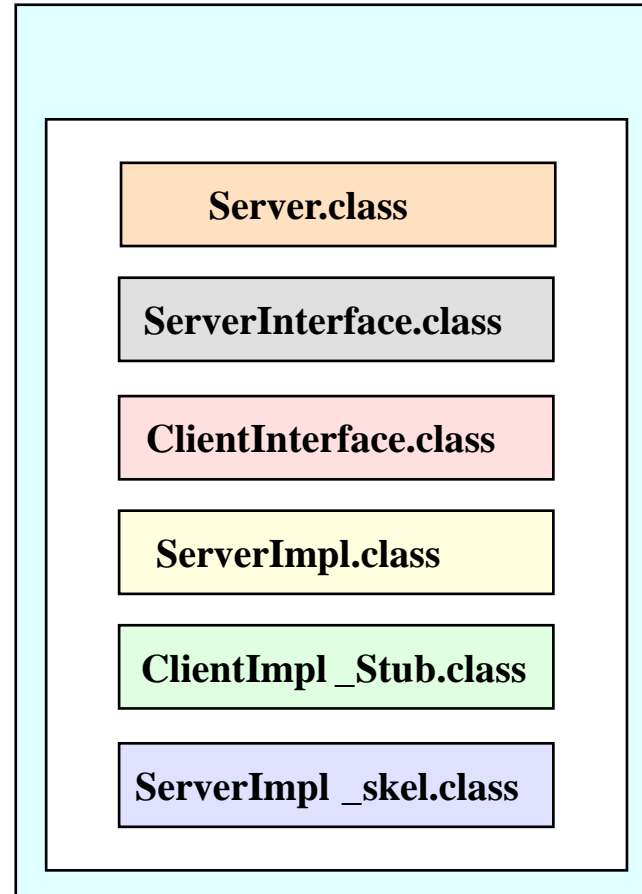 Server.class
ServerInterface.class
ClientInterface.class
ServerImpl.class
ClientImpl _Stub.class
ServerImpl _skel.class